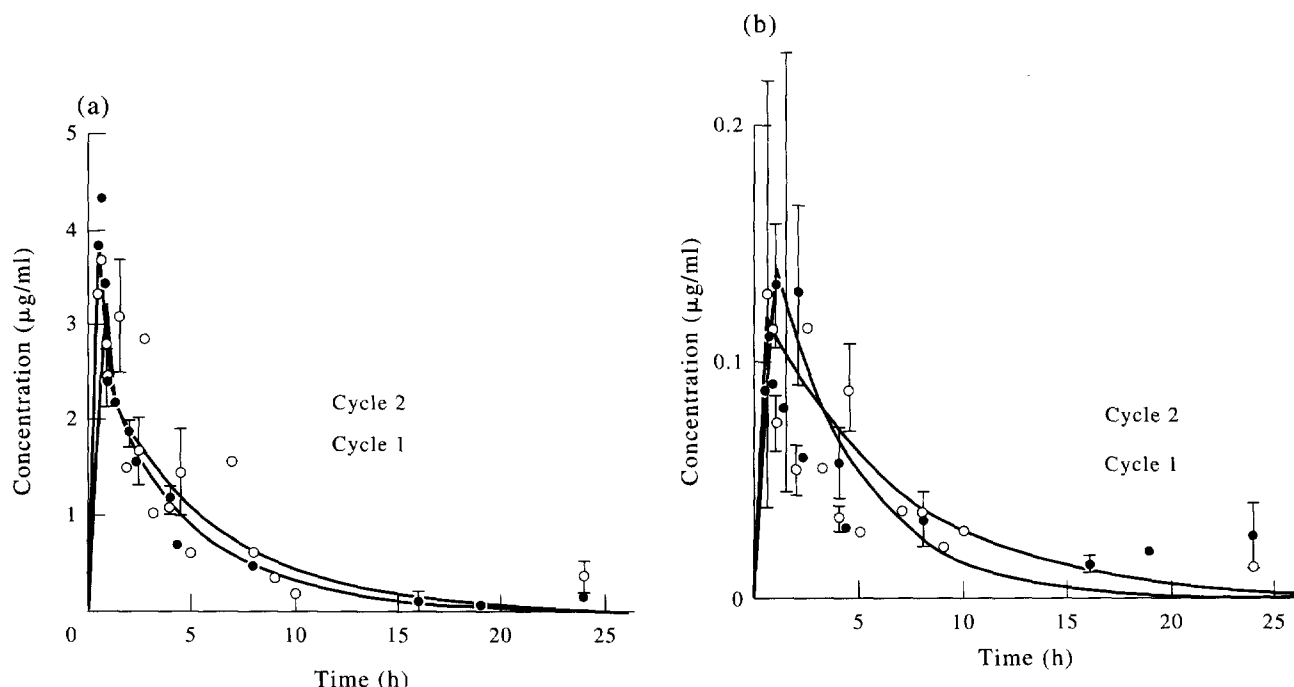 (a)
5
4
3
2
1
Concentration (µg/ml)
Cycle 2
Cycle 1
0 5 10 15 20 25
Time (h)
(b)
0.2
0.1
0
Concentration (µg/ml)
Cycle 2
Cycle 1
5 10 15 20 25
Time (h)